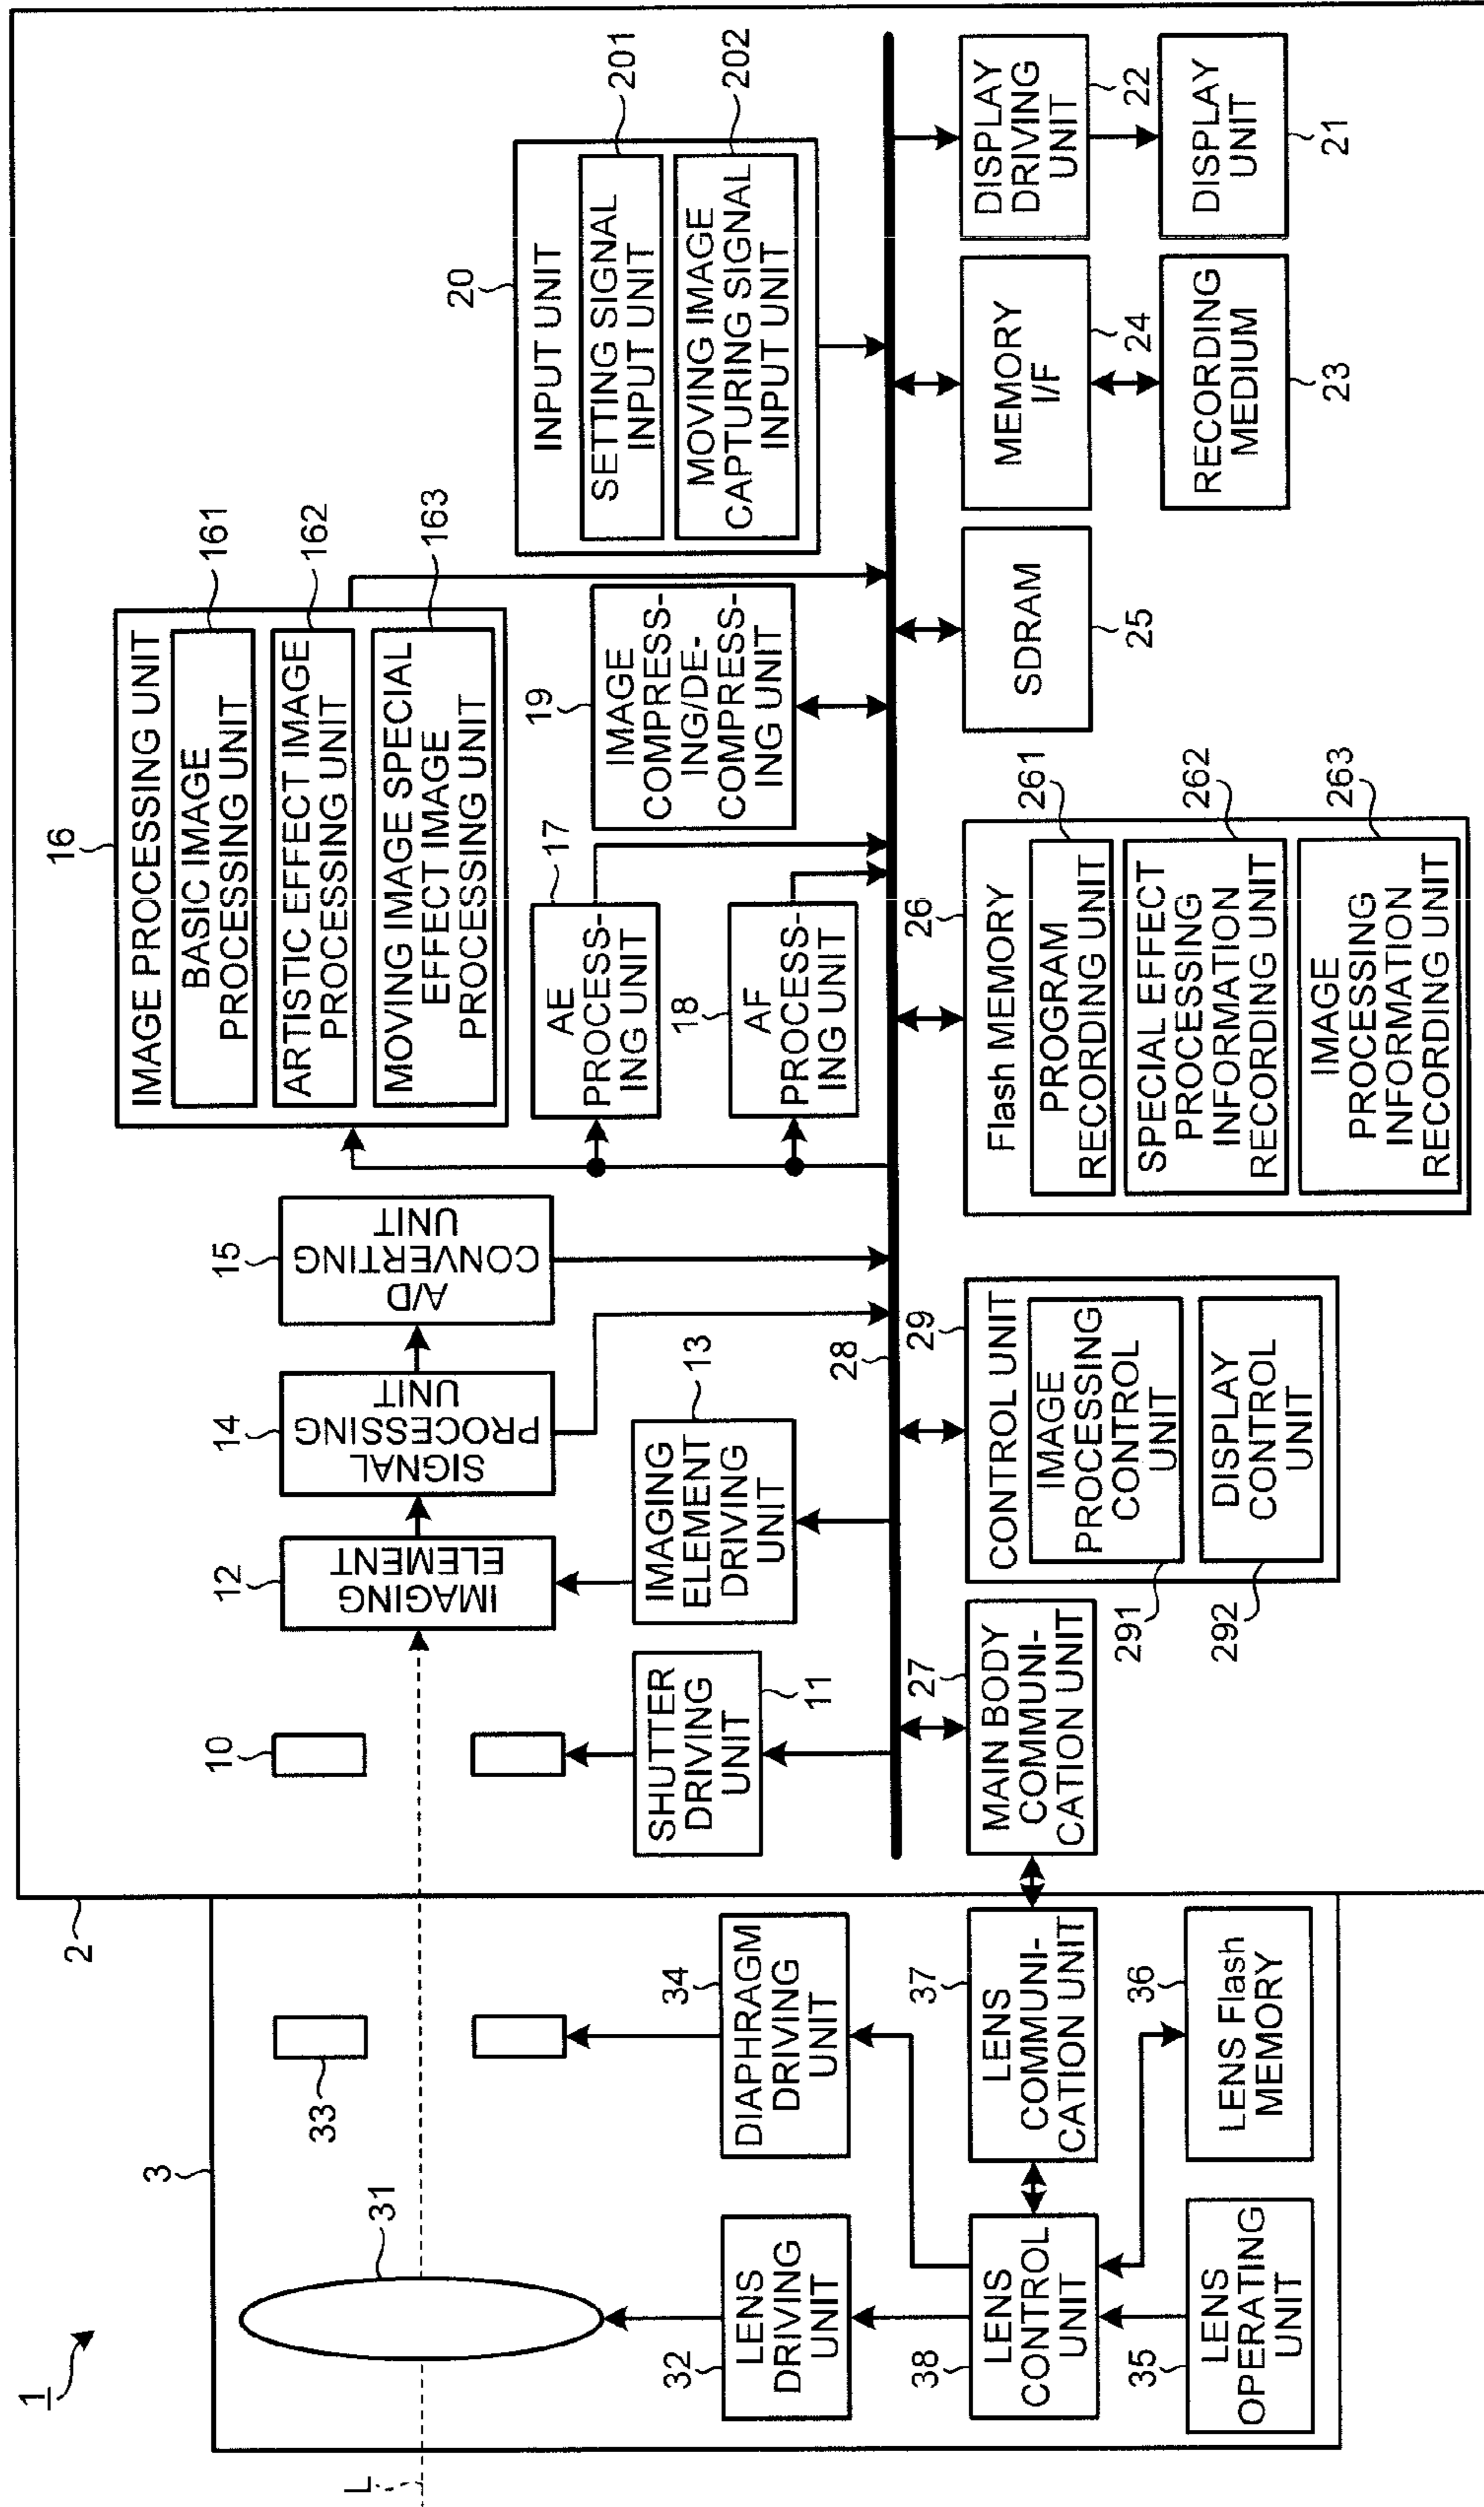 1
2
3
L
31
32
LENS
DRIVING
UNIT
33
34
DIAPHRAGM
DRIVING
UNIT
38
LENS
CONTROL
UNIT
37
LENS
COMMUNI-
CATION UNIT
35
LENS
OPERATING
UNIT
36
LENS Flash
MEMORY
10
11
SHUTTER
DRIVING
UNIT
12
IMAGING
ELEMENT
13
IMAGING
ELEMENT
DRIVING
UNIT
14
SIGNAL
PROCESSING
UNIT
15
A/D
CONVERTING
UNIT
16
IMAGE PROCESSING UNIT
161
BASIC IMAGE
PROCESSING UNIT
162
ARTISTIC EFFECT IMAGE
PROCESSING UNIT
163
MOVING IMAGE SPECIAL
EFFECT IMAGE
PROCESSING UNIT
17
AE
PROCESS-
ING UNIT
18
AF
PROCESS-
ING UNIT
19
IMAGE
COMPRESS-
ING/DE-
COMPRESS-
ING UNIT
20
INPUT UNIT
201
SETTING SIGNAL
INPUT UNIT
202
MOVING IMAGE
CAPTURING SIGNAL
INPUT UNIT
28
27
MAIN BODY
COMMUNI-
CATION UNIT
29
CONTROL UNIT
291
IMAGE
PROCESSING
CONTROL
UNIT
292
DISPLAY
CONTROL
UNIT
26
Flash MEMORY
261
PROGRAM
RECORDING UNIT
262
SPECIAL EFFECT
PROCESSING
INFORMATION
RECORDING UNIT
263
IMAGE
PROCESSING
INFORMATION
RECORDING UNIT
SDRAM
25
MEMORY
I/F
24
RECORDING
MEDIUM
23
DISPLAY
DRIVING
UNIT
22
DISPLAY
UNIT
21